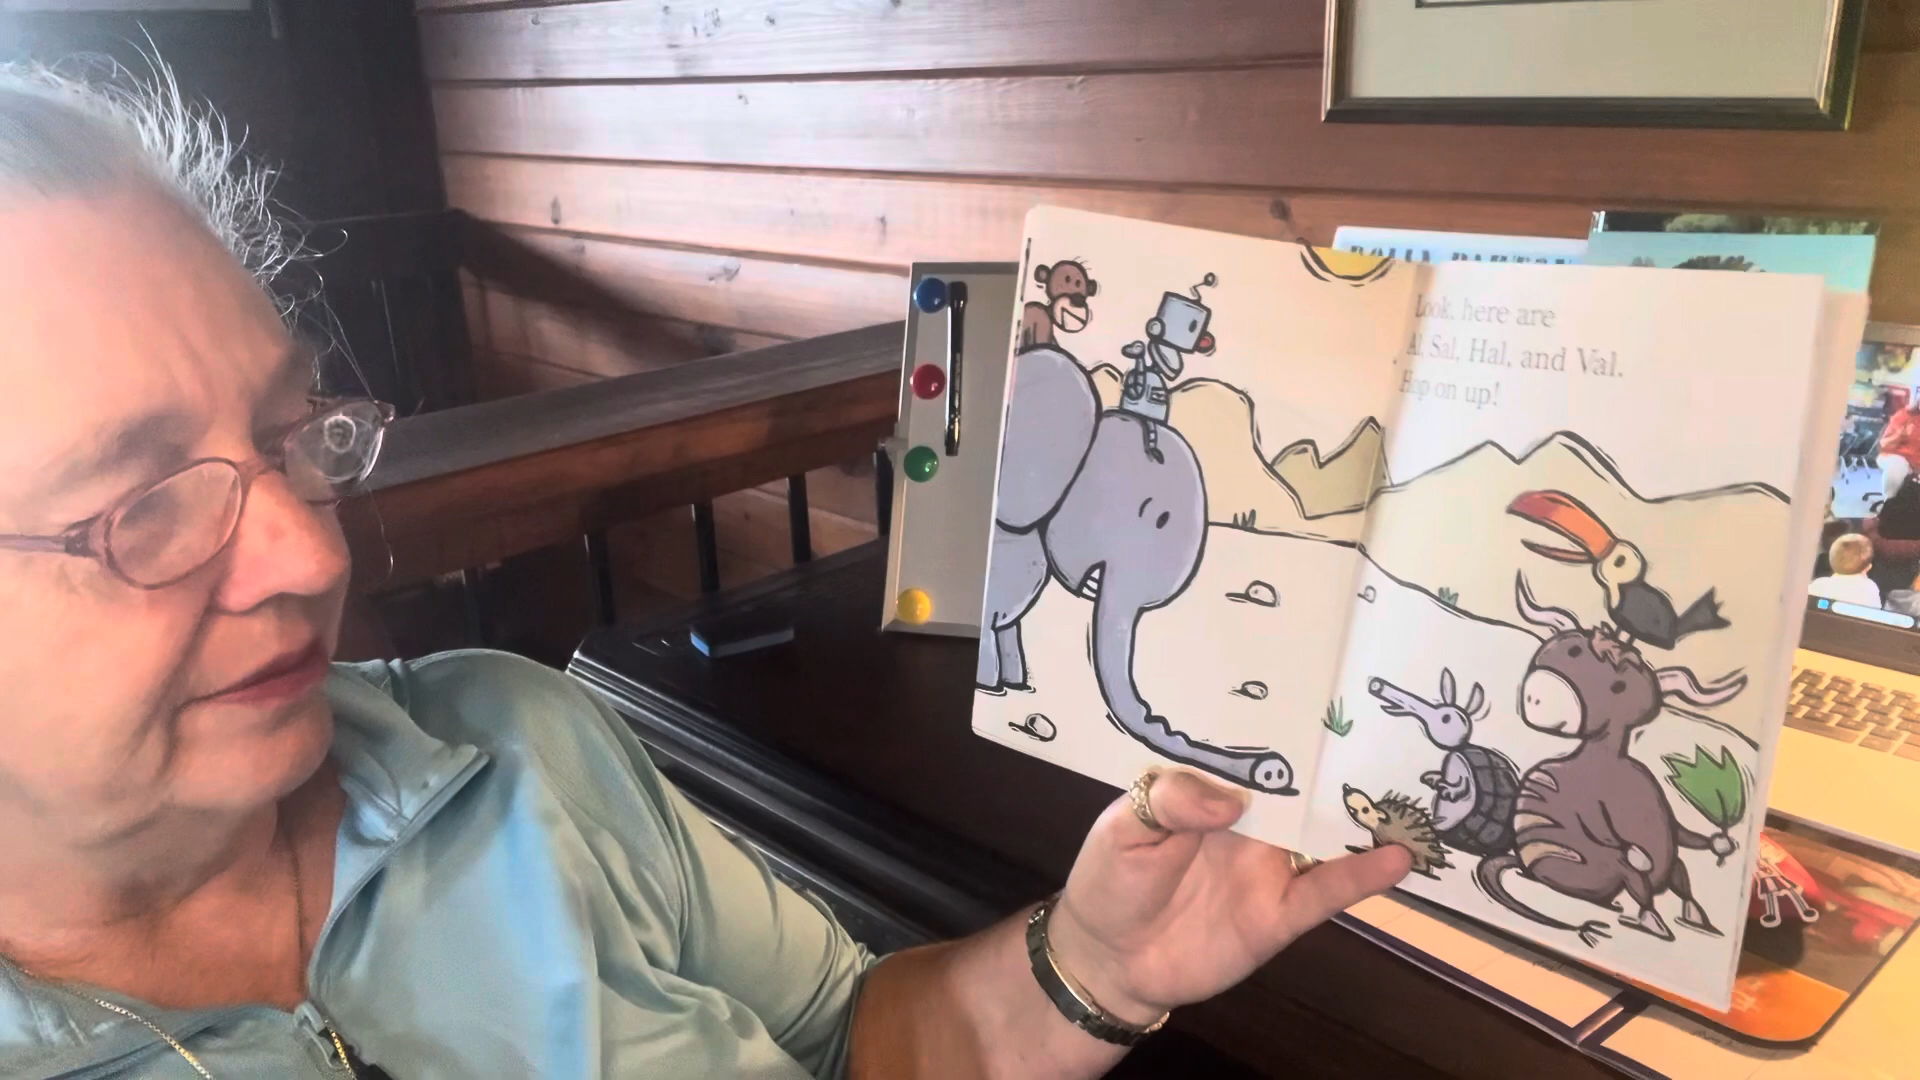 Look, here are
Al, Sal, Hal, and Val.
Hop on up!